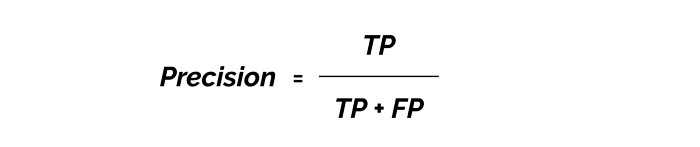 TP
Precision =
TP + FP